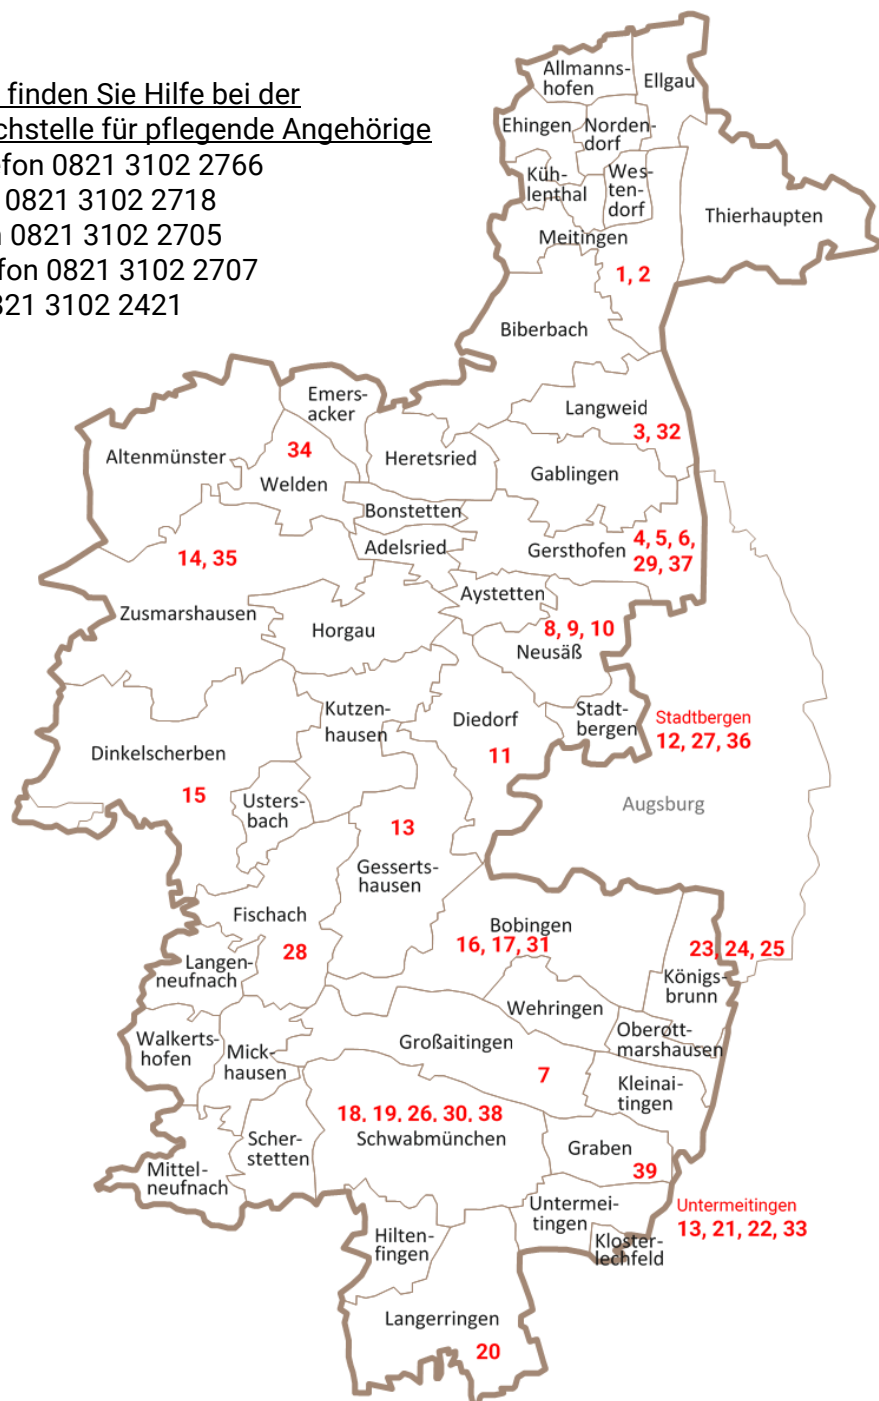 finden Sie Hilfe bei der
chstelle für pflegende Angehörige
fon 0821 3102 2766
0821 3102 2718
0821 3102 2705
fon 0821 3102 2707
321 3102 2421
Allmanns-
hofen
Ellgau
Ehingen
Norden-
dorf
Küh-
lenthal
Wes-
ten-
dorf
Thierhaupten
Meitingen
1, 2
Biberbach
Emers-
acker
Langweid
3, 32
Altenmünster
34
Welden
Heretsried
Gablingen
Bonstetten
Adelsried
Gersthofen
4, 5, 6,
29, 37
14, 35
Zusmarshausen
Aystetten
Horgau
8, 9, 10
Neusäß
Kutzen-
hausen
Diedorf
11
Stadt-
bergen
Stadtbergen
12, 27, 36
Dinkelscherben
15
Usters-
bach
Augsburg
13
Gesserts-
hausen
Fischach
28
Bobingen
16, 17, 31
23, 24, 25
Königs-
brunn
Langen-
neufnach
Wehringen
Oberott-
marshausen
Walkerts-
hofen
Mick-
hausen
Großaitingen
7
Kleinai-
tingen
18, 19, 26, 30, 38
Schwabmünchen
Scher-
stetten
Graben
39
Mittel-
neufnach
Untermei-
tingen
Untermeitingen
13, 21, 22, 33
Hilten-
fingen
Kloster-
lechfeld
Langerringen
20